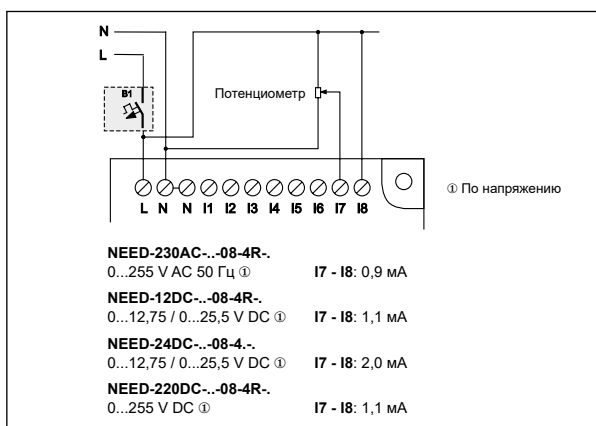 N
L
B1
Потенциометр
L N N I1 I2 I3 I4 I5 I6 I7 I8
① По напряжению
NEED-230AC-..-08-4R-.
0...255 V AC 50 Гц ① I7 - I8: 0,9 мА
NEED-12DC-..-08-4R-.
0...12,75 / 0...25,5 V DC ① I7 - I8: 1,1 мА
NEED-24DC-..-08-4.-.
0...12,75 / 0...25,5 V DC ① I7 - I8: 2,0 мА
NEED-220DC-..-08-4R-.
0...255 V DC ① I7 - I8: 1,1 мА